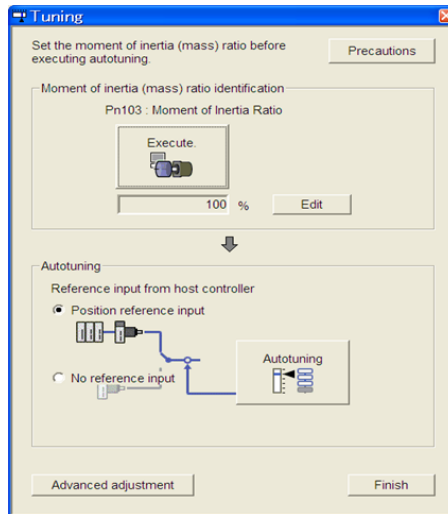 Tuning
Set the moment of inertia (mass) ratio before
executing autotuning.
Precautions
Moment of inertia (mass) ratio identification
Pn103 : Moment of Inertia Ratio
Execute.
100 % Edit
Autotuning
Reference input from host controller
Position reference input
Autotuning
No reference input
Advanced adjustment
Finish